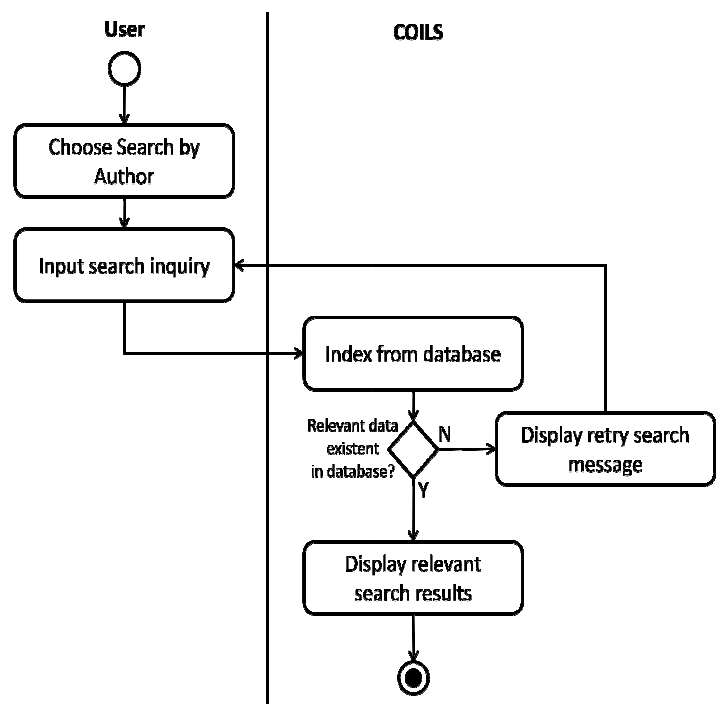 User
COILS
Choose Search by
Author
Input search inquiry
Index from database
Relevant data
existent
in database?
N
Y
Display retry search
message
Display relevant
search results